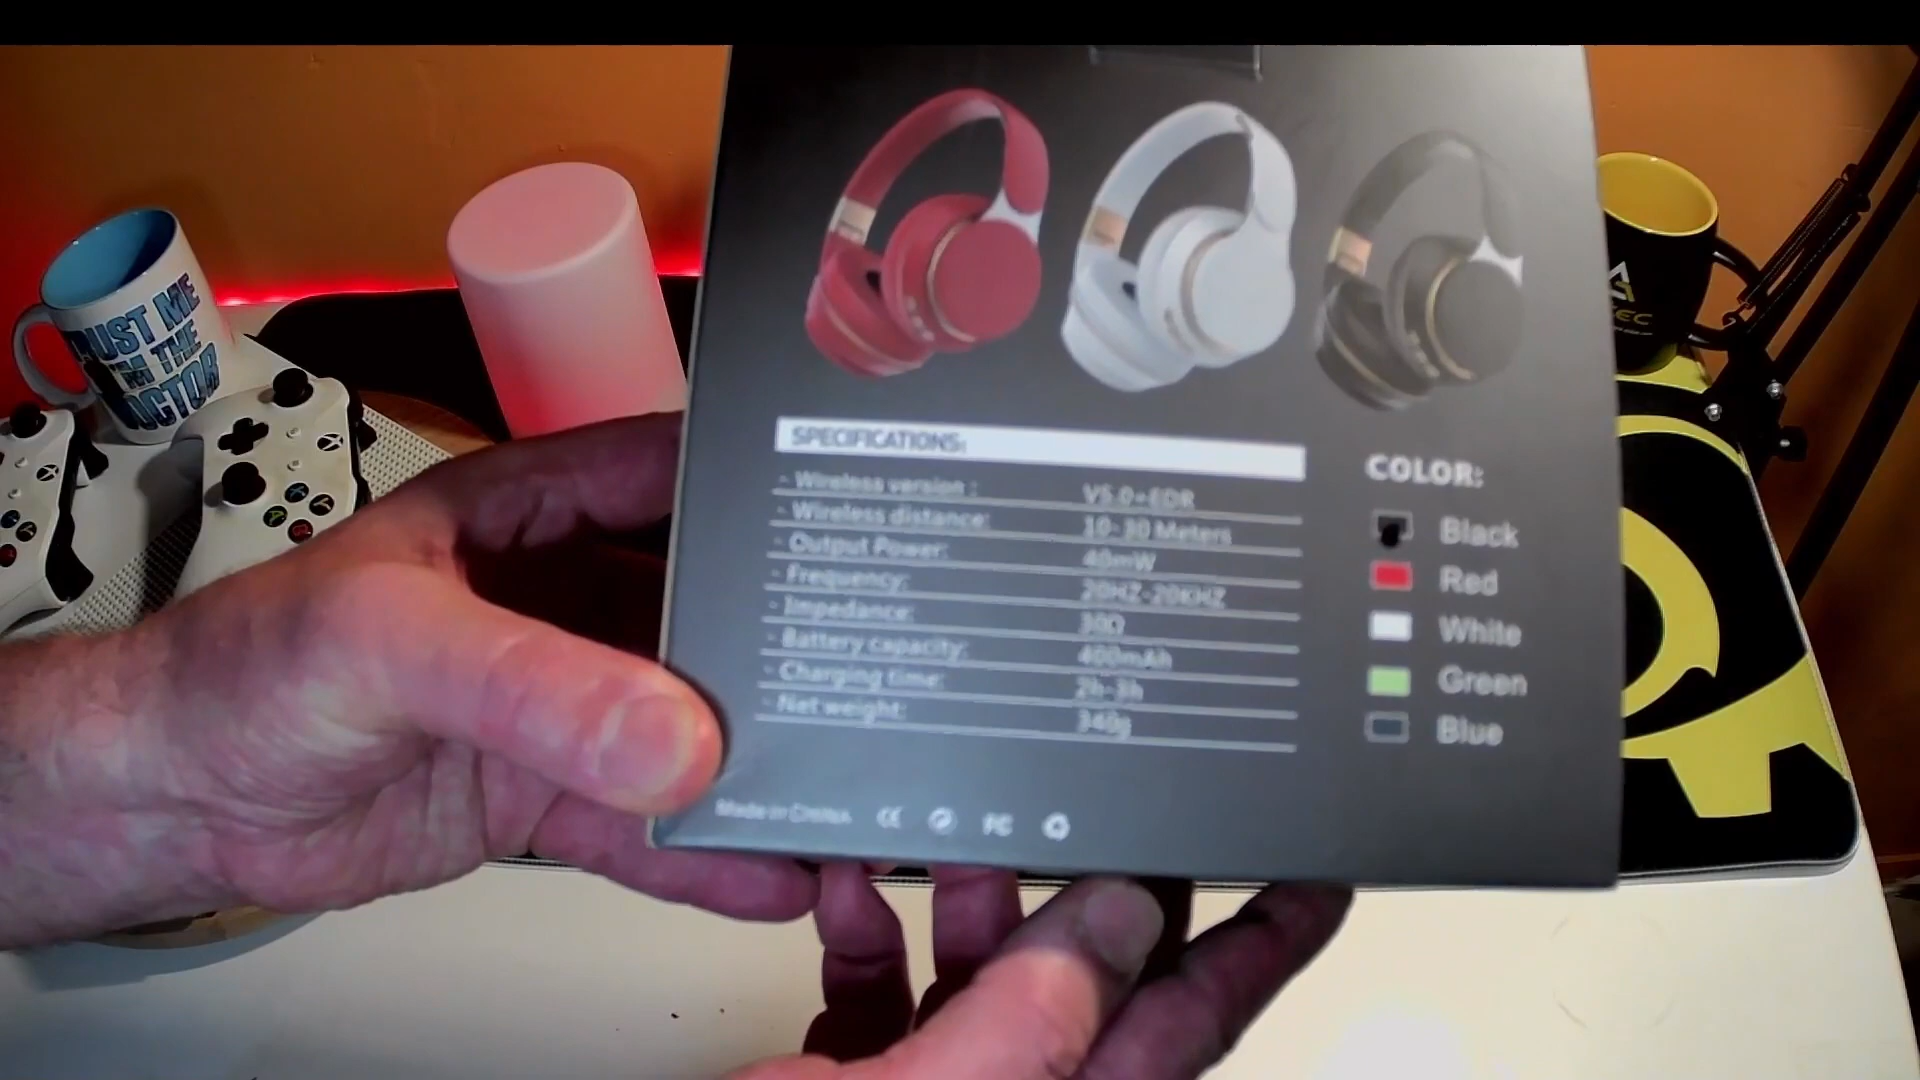 TRUST ME
I'M THE
DOCTOR
SPECIFICATIONS:
- Wireless version : V5.0+EDR
- Wireless distance: 10-30 Meters
- Output Power: 40mW
- Frequency: 20HZ-20KHZ
- Impedance: 30Ω
- Battery capacity: 400mAh
- Charging time: 2h-3h
- Net weight: 340g
COLOR:
Black
Red
White
Green
Blue
Made in CHINA CE FC